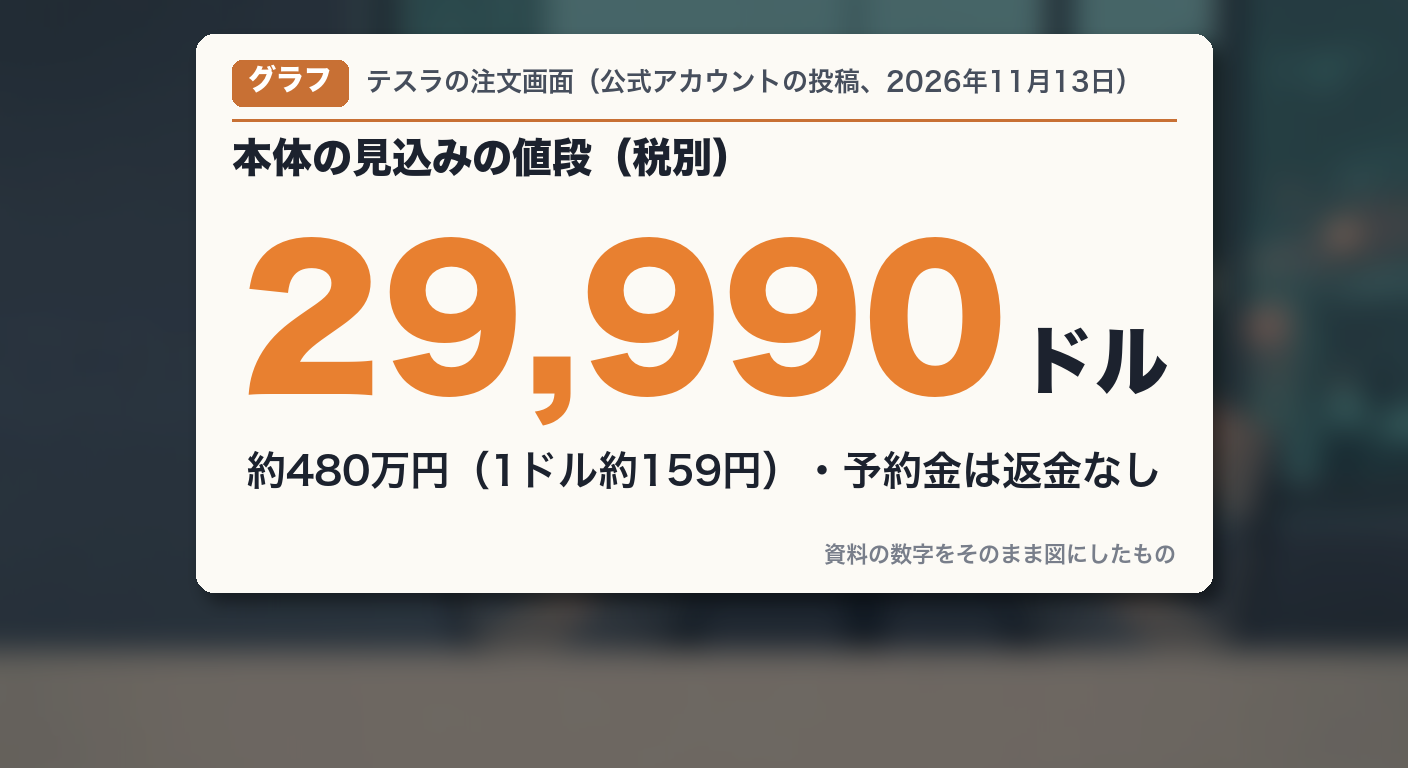 グラフ テスラの注文画面（公式アカウントの投稿、2026年11月13日）
本体の見込みの値段（税別）
29,990ドル
約480万円（1ドル約159円）・予約金は返金なし
資料の数字をそのまま図にしたもの